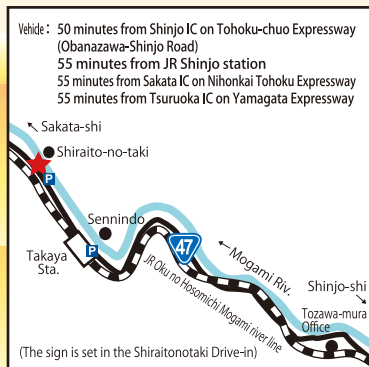 Vehicle: 50 minutes from Shinjo IC on Tohoku-chuo Expressway
(Obanazawa-Shinjo Road)
55 minutes from JR Shinjo station
55 minutes from Sakata IC on Nihonkai Tohoku Expressway
55 minutes from Tsuruoka IC on Yamagata Expressway
Sakata-shi
Shiraito-no-taki
P
Sennindo
P
Takaya
Sta.
47
Mogami Riv.
JR Oku no Hosomichi Mogami river line
Shinjo-shi
Tozawa-mura
Office
(The sign is set in the Shiraitonotaki Drive-in)